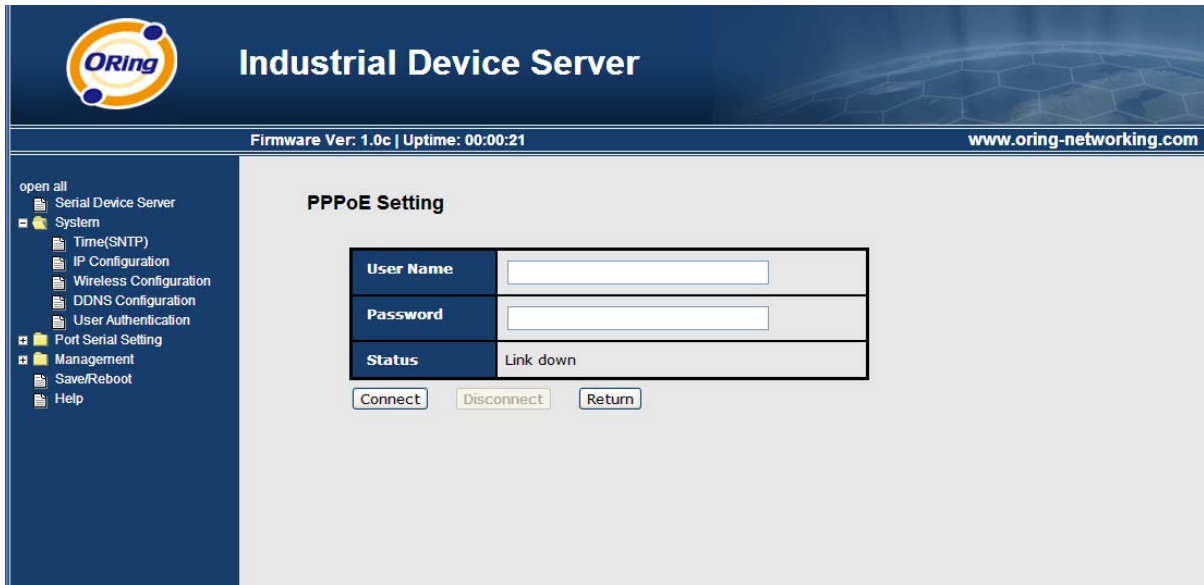 ORing
Industrial Device Server
Firmware Ver: 1.0c | Uptime: 00:00:21
www.oring-networking.com
open all
Serial Device Server
System
Time(SNTP)
IP Configuration
Wireless Configuration
DDNS Configuration
User Authentication
Port Serial Setting
Management
Save/Reboot
Help
PPPoE Setting
User Name
Password
Status Link down
Connect Disconnect Return